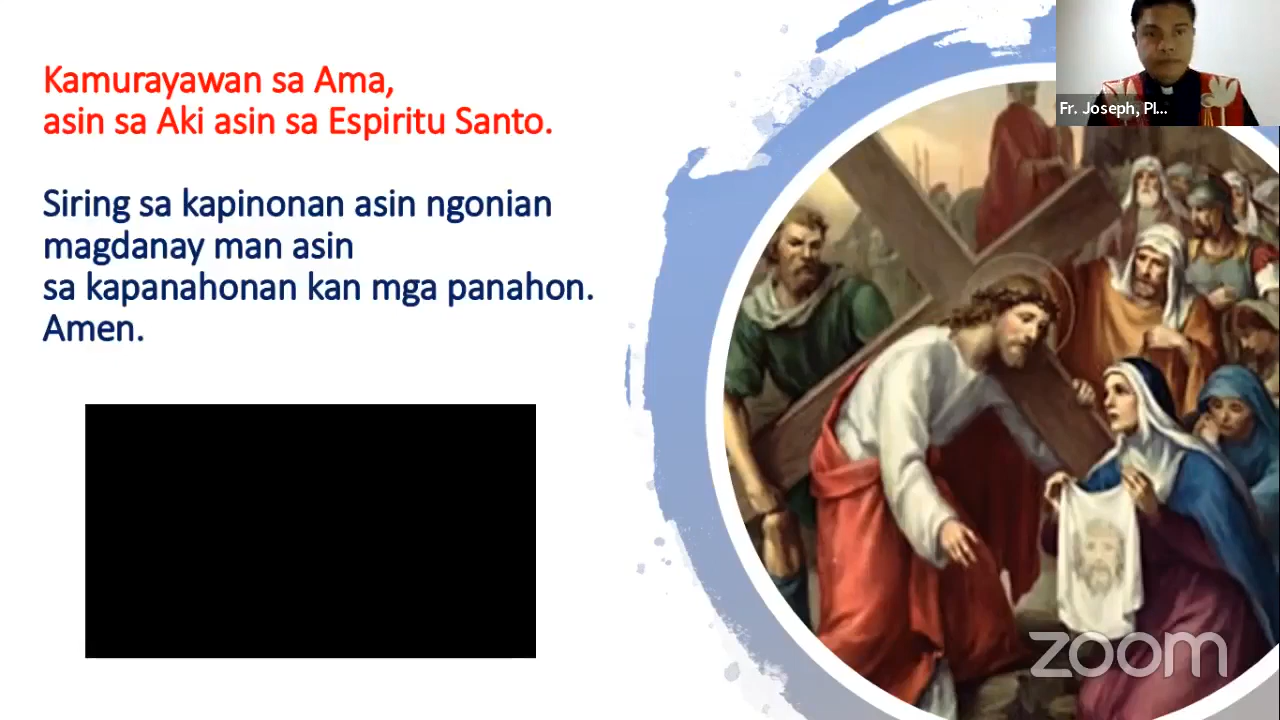 Kamurayawan sa Ama,
asin sa Aki asin sa Espiritu Santo.
Siring sa kapinonan asin ngonian
magdanay man asin
sa kapanahonan kan mga panahon.
Amen.
Fr. Joseph, Pl...
zoom